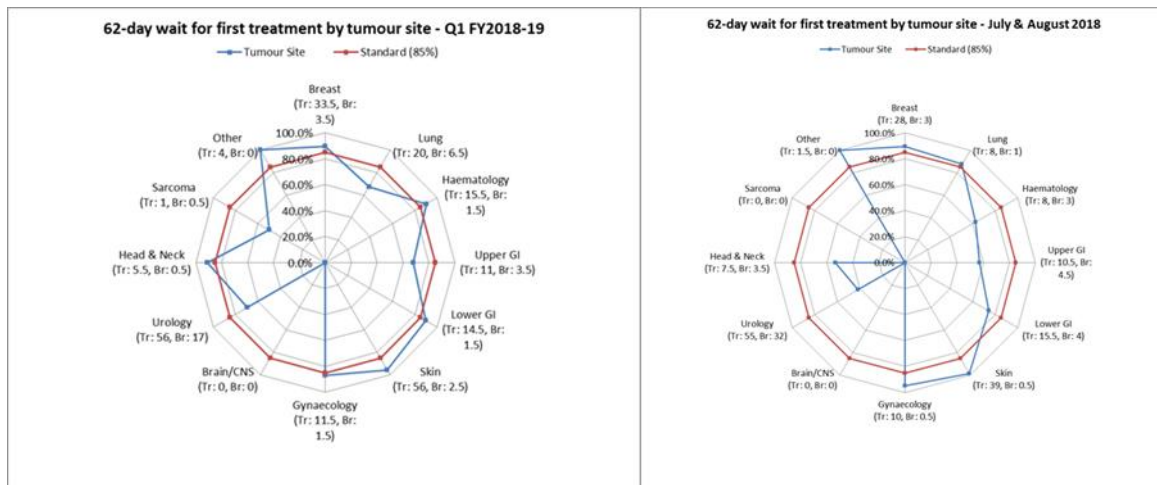 62-day wait for first treatment by tumour site - Q1 FY2018-19
Tumour Site
Standard (85%)
Breast
(Tr: 33.5, Br:
3.5)
Lung
(Tr: 20, Br: 6.5)
Haematology
(Tr: 15.5, Br:
1.5)
Upper GI
(Tr: 11, Br: 3.5)
Lower GI
(Tr: 14.5, Br:
1.5)
Skin
(Tr: 56, Br: 2.5)
Gynaecology
(Tr: 11.5, Br:
1.5)
Brain/CNS
(Tr: 0, Br: 0)
Urology
(Tr: 56, Br: 17)
Head & Neck
(Tr: 5.5, Br: 0.5)
Sarcoma
(Tr: 1, Br: 0.5)
Other
(Tr: 4, Br: 0)
100.0%
80.0%
60.0%
40.0%
20.0%
0.0%
62-day wait for first treatment by tumour site - July & August 2018
Tumour Site
Standard (85%)
Breast
(Tr: 28, Br: 3)
Lung
(Tr: 8, Br: 1)
Haematology
(Tr: 8, Br: 3)
Upper GI
(Tr: 10.5, Br:
4.5)
Lower GI
(Tr: 15.5, Br: 4)
Skin
(Tr: 39, Br: 0.5)
Gynaecology
(Tr: 10, Br: 0.5)
Brain/CNS
(Tr: 0, Br: 0)
Urology
(Tr: 55, Br: 32)
Head & Neck
(Tr: 7.5, Br: 3.5)
Sarcoma
(Tr: 0, Br: 0)
Other
(Tr: 1.5, Br: 0)
100.0%
80.0%
60.0%
40.0%
20.0%
0.0%